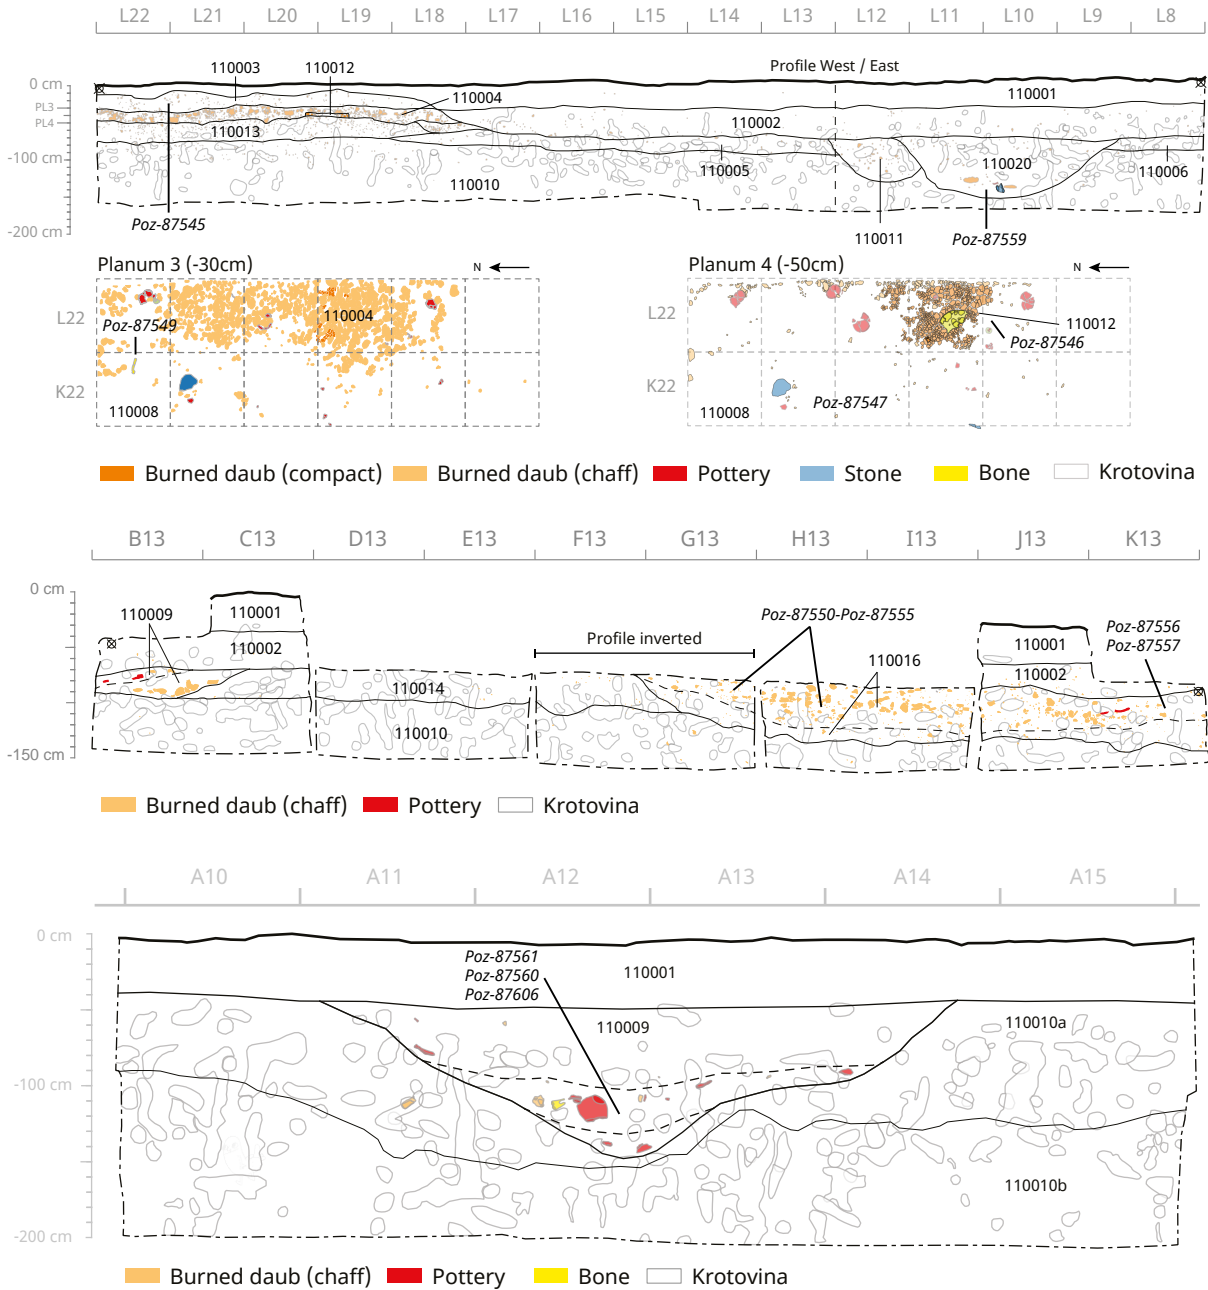 L22 L21 L20 L19 L18 L17 L16 L15 L14 L13 L12 L11 L10 L9 L8
110003 110012
Profile West / East
0 cm
110004
110001
PL3
PL4
110013
110002
-100 cm
110005
110020
110006
110010
Poz-87545
-200 cm
110011
Poz-87559
Planum 3 (-30cm)
N
Planum 4 (-50cm)
N
L22
110004
Poz-87549
K22
110008
L22
110012
Poz-87546
K22
Poz-87547
110008
Burned daub (compact) Burned daub (chaff) Pottery Stone Bone Krotovina
B13 C13 D13 E13 F13 G13 H13 I13 J13 K13
0 cm
110009
110001
110002
Profile inverted
Poz-87550-Poz-87555
110016
Poz-87556
Poz-87557
110001
110002
110014
110010
-150 cm
Burned daub (chaff) Pottery Krotovina
A10 A11 A12 A13 A14 A15
0 cm
Poz-87561
Poz-87560
Poz-87606
110001
110009
110010a
-100 cm
110010b
-200 cm
Burned daub (chaff) Pottery Bone Krotovina